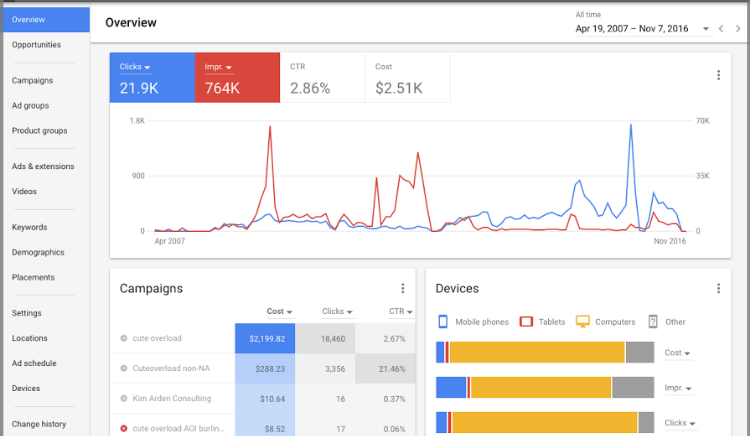 Overview
Opportunities
Campaigns
Ad groups
Product groups
Ads & extensions
Videos
Keywords
Demographics
Placements
Settings
Locations
Ad schedule
Devices
Change history
Overview
All time
Apr 19, 2007 – Nov 7, 2016
Clicks Impr. CTR Cost
21.9K 764K 2.86% $2.51K
1.8K 70K
900 35K
0 0
Apr 2007 Nov 2016
Campaigns
Cost Clicks CTR
cute overload $2,199.82 18,460 2.67%
Cuteoverload non-NA $288.23 3,356 21.46%
Kim Arden Consulting $10.64 16 0.37%
cute overload AOI burlin... $8.52 17 0.06%
Devices
Mobile phones Tablets Computers Other
Cost
Impr.
Clicks